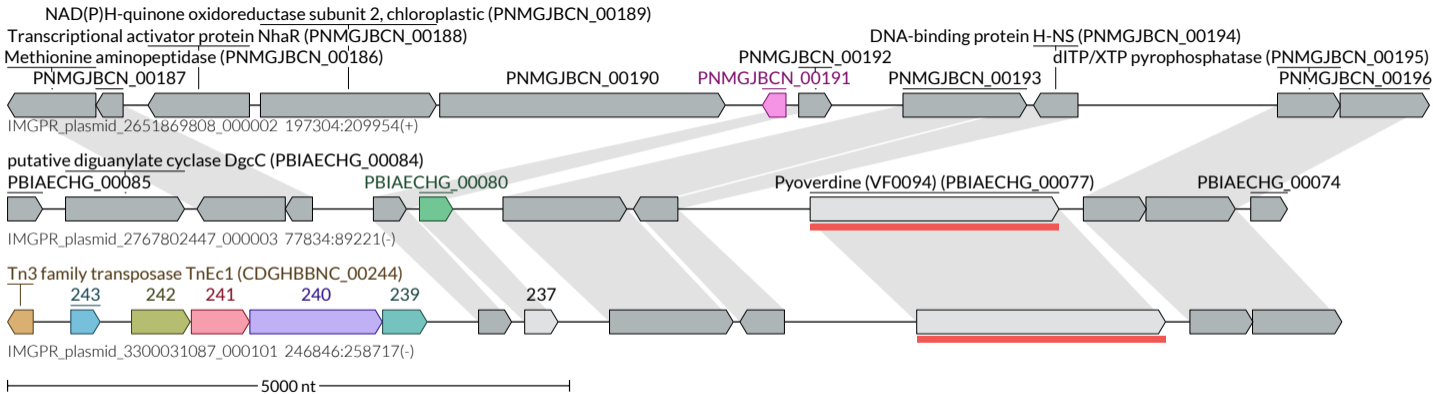 NAD(P)H-quinone oxidoreductase subunit 2, chloroplastic (PNMGJBCN_00189)
Transcriptional activator protein NhaR (PNMGJBCN_00188)
DNA-binding protein H-NS (PNMGJBCN_00194)
Methionine aminopeptidase (PNMGJBCN_00186)
PNMGJBCN_00192
dITP/XTP pyrophosphatase (PNMGJBCN_00195)
PNMGJBCN_00187
PNMGJBCN_00190
PNMGJBCN_00191
PNMGJBCN_00193
PNMGJBCN_00196
IMGPR_plasmid_2651869808_000002 197304:209954(+)
putative diguanylate cyclase DgcC (PBIAECHG_00084)
PBIAECHG_00085
PBIAECHG_00080
Pyoverdine (VF0094) (PBIAECHG_00077)
PBIAECHG_00074
IMGPR_plasmid_2767802447_000003 77834:89221(-)
Tn3 family transposase TnEc1 (CDGHBBNC_00244)
243
242
241
240
239
237
IMGPR_plasmid_3300031087_000101 246846:258717(-)
5000 nt